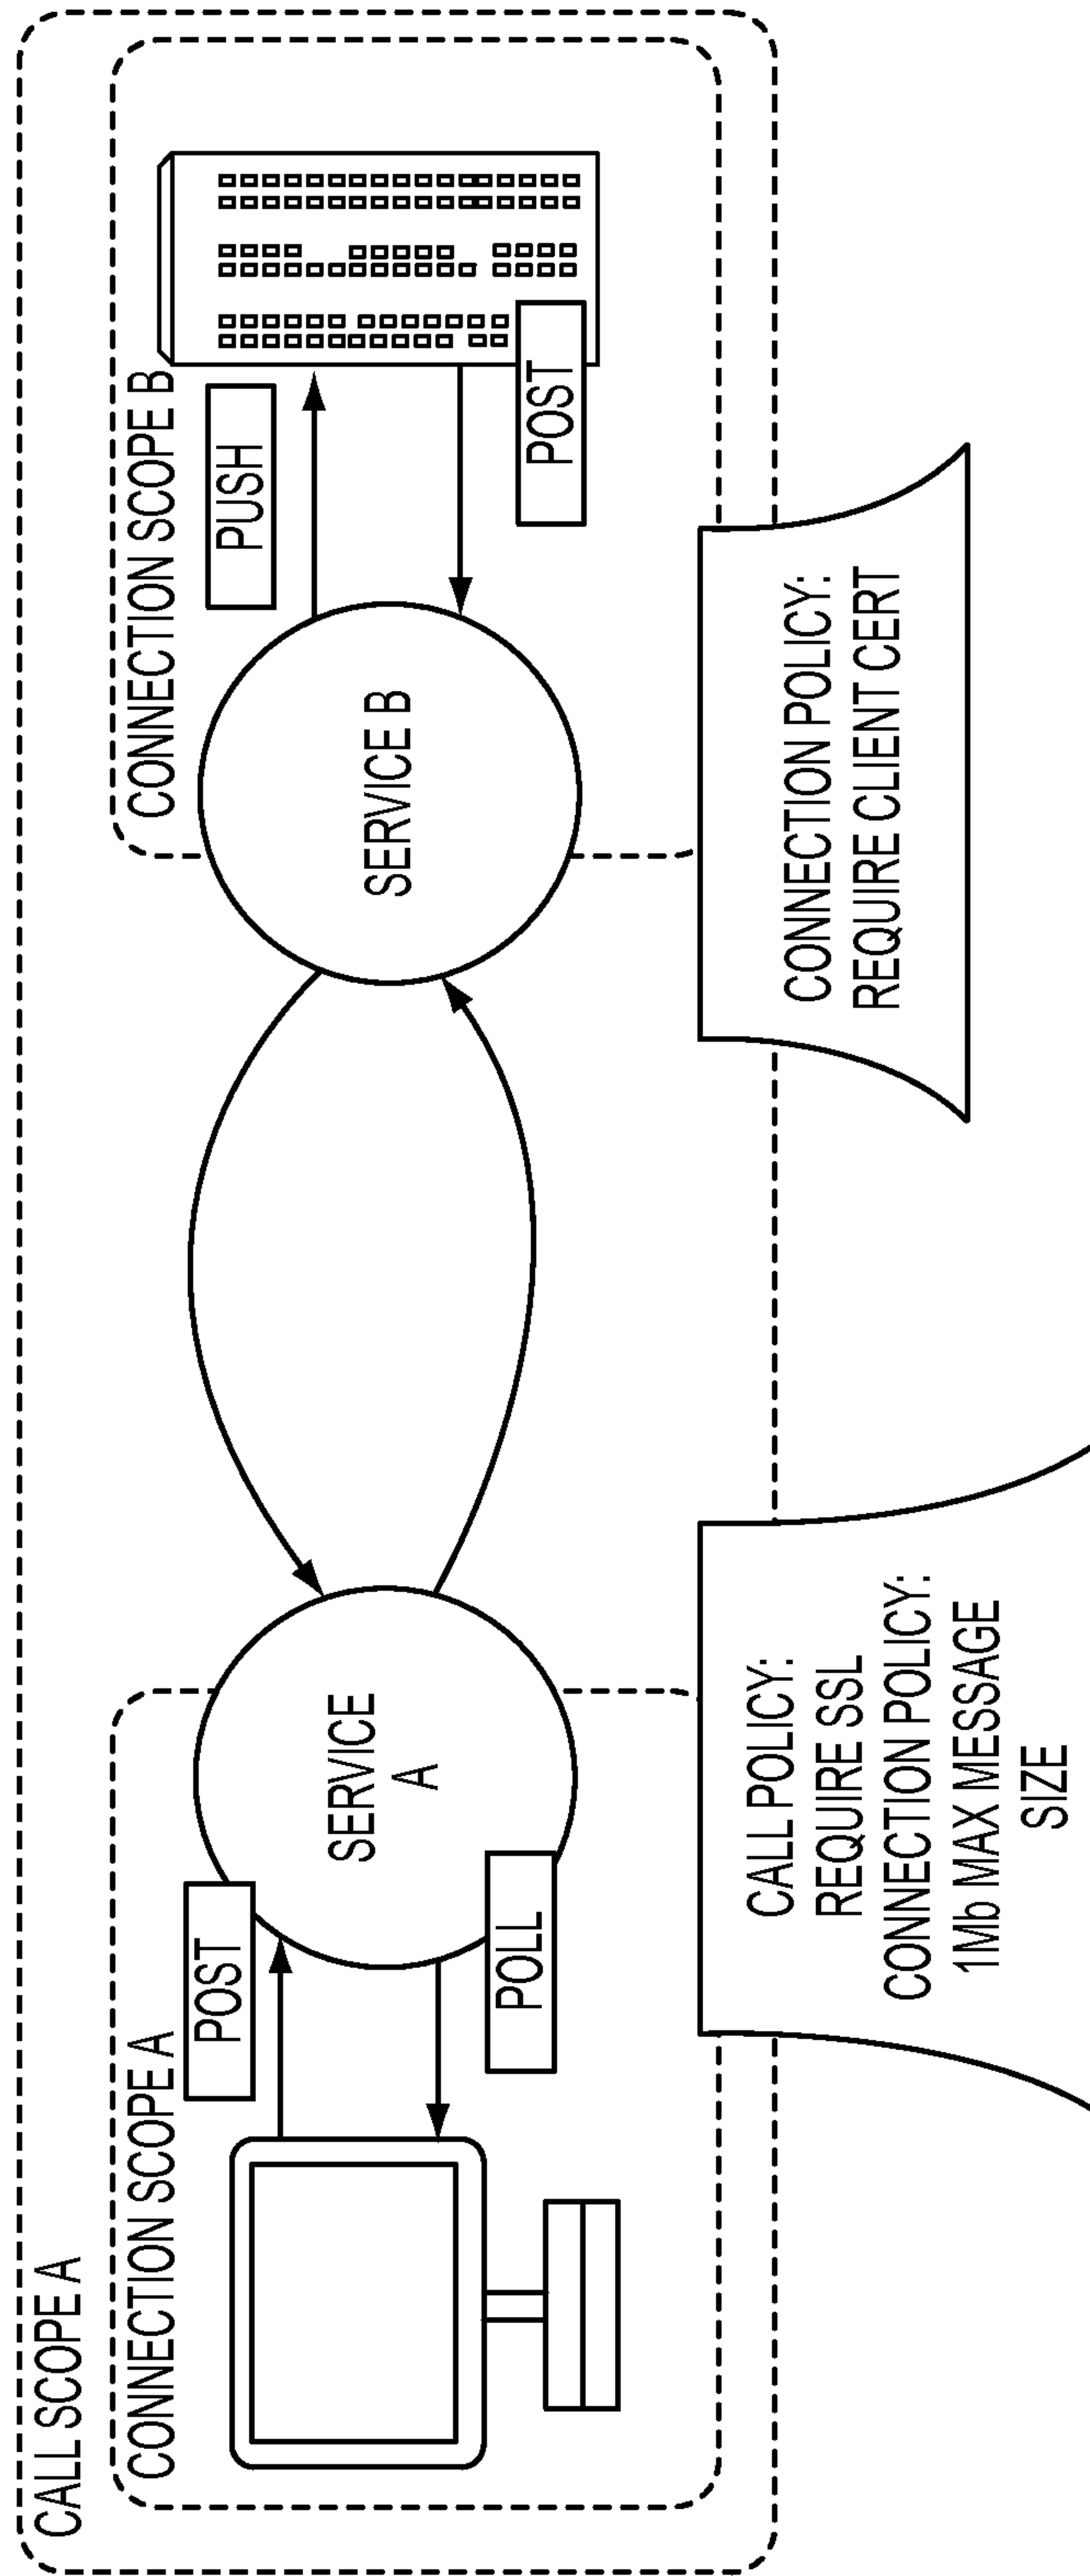 CALL SCOPE A
CONNECTION SCOPE A
POST
POLL
SERVICE
A
CONNECTION SCOPE B
PUSH
POST
SERVICE B
CALL POLICY:
REQUIRE SSL
CONNECTION POLICY:
1Mb MAX MESSAGE
SIZE
CONNECTION POLICY:
REQUIRE CLIENT CERT